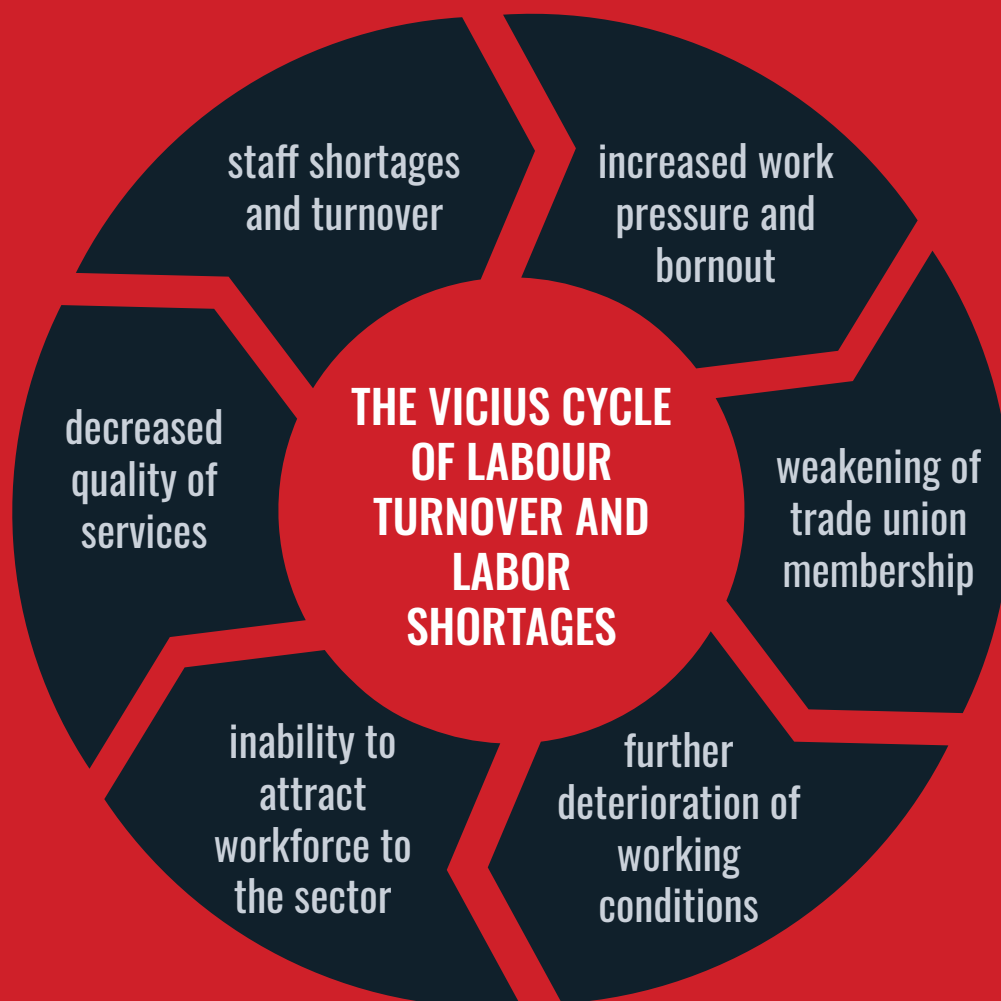 THE VICIUS CYCLE
OF LABOUR
TURNOVER AND
LABOR
SHORTAGES
staff shortages
and turnover
increased work
pressure and
bornout
weakening of
trade union
membership
further
deterioration of
working
conditions
inability to
attract
workforce to
the sector
decreased
quality of
services